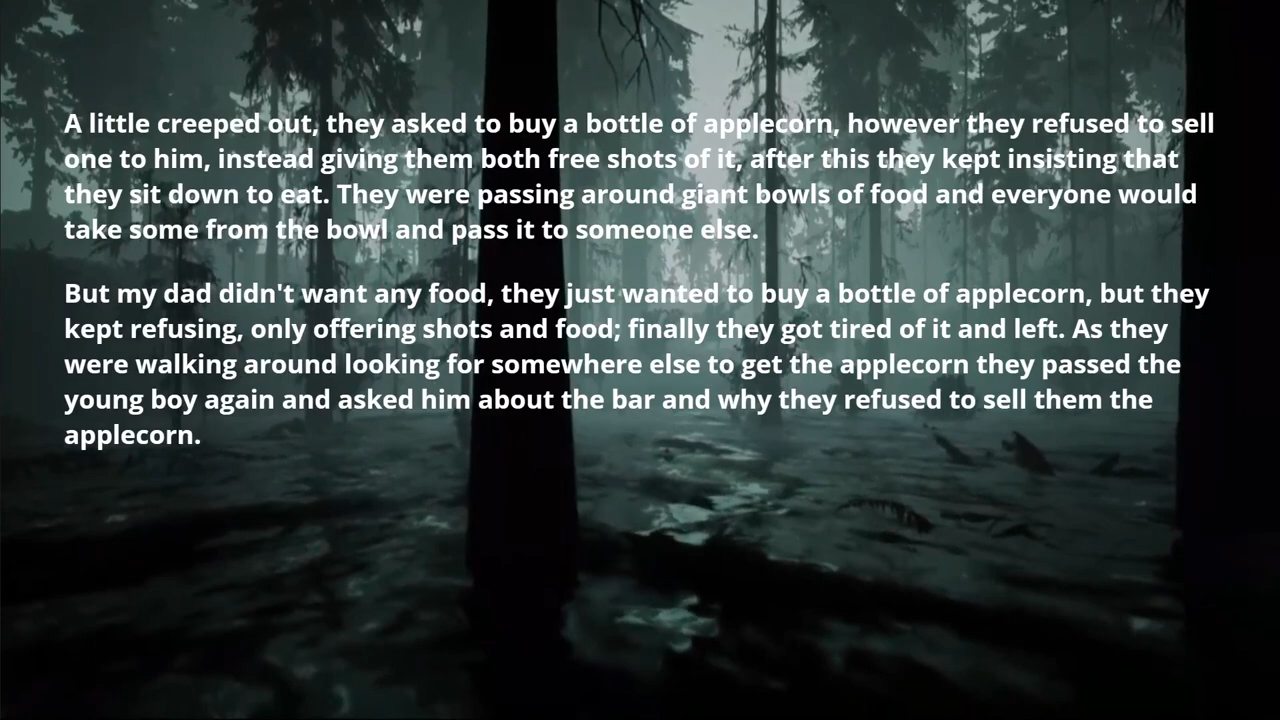 A little creeped out, they asked to buy a bottle of applecorn, however they refused to sell
one to him, instead giving them both free shots of it, after this they kept insisting that
they sit down to eat. They were passing around giant bowls of food and everyone would
take some from the bowl and pass it to someone else.
But my dad didn't want any food, they just wanted to buy a bottle of applecorn, but they
kept refusing, only offering shots and food; finally they got tired of it and left. As they
were walking around looking for somewhere else to get the applecorn they passed the
young boy again and asked him about the bar and why they refused to sell them the
applecorn.